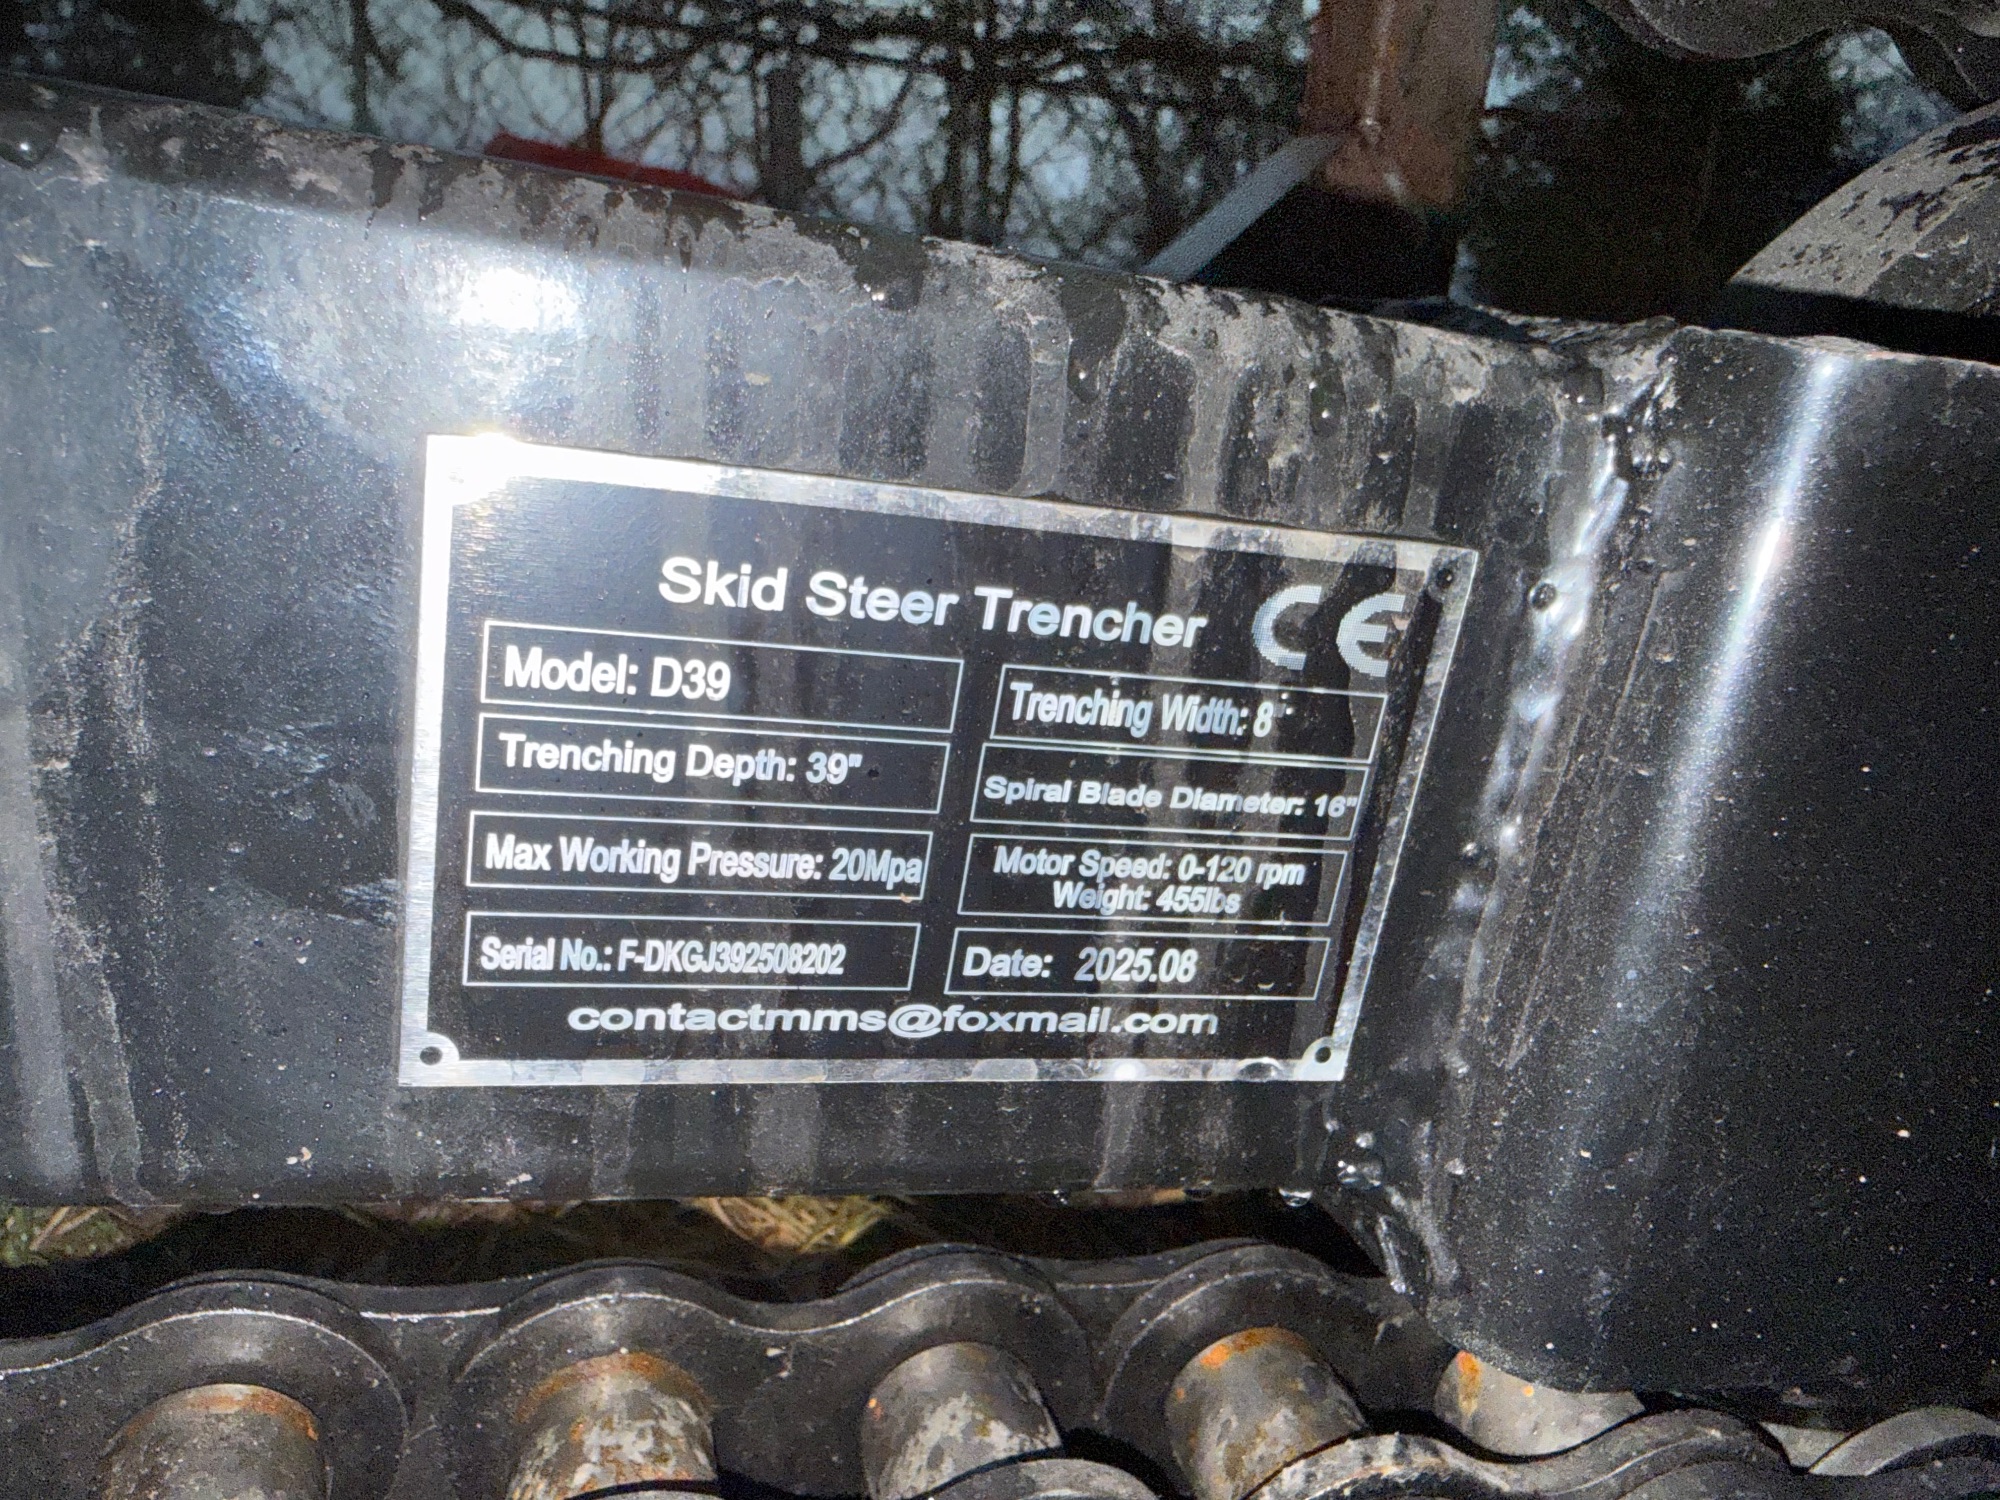 Skid Steer Trencher CE
Model: D39
Trenching Width: 8"
Trenching Depth: 39"
Spiral Blade Diameter: 16"
Max Working Pressure: 20Mpa
Motor Speed: 0-120 rpm
Weight: 455lbs
Serial No.: F-DKGJ392508202
Date: 2025.08
contactmms@foxmail.com